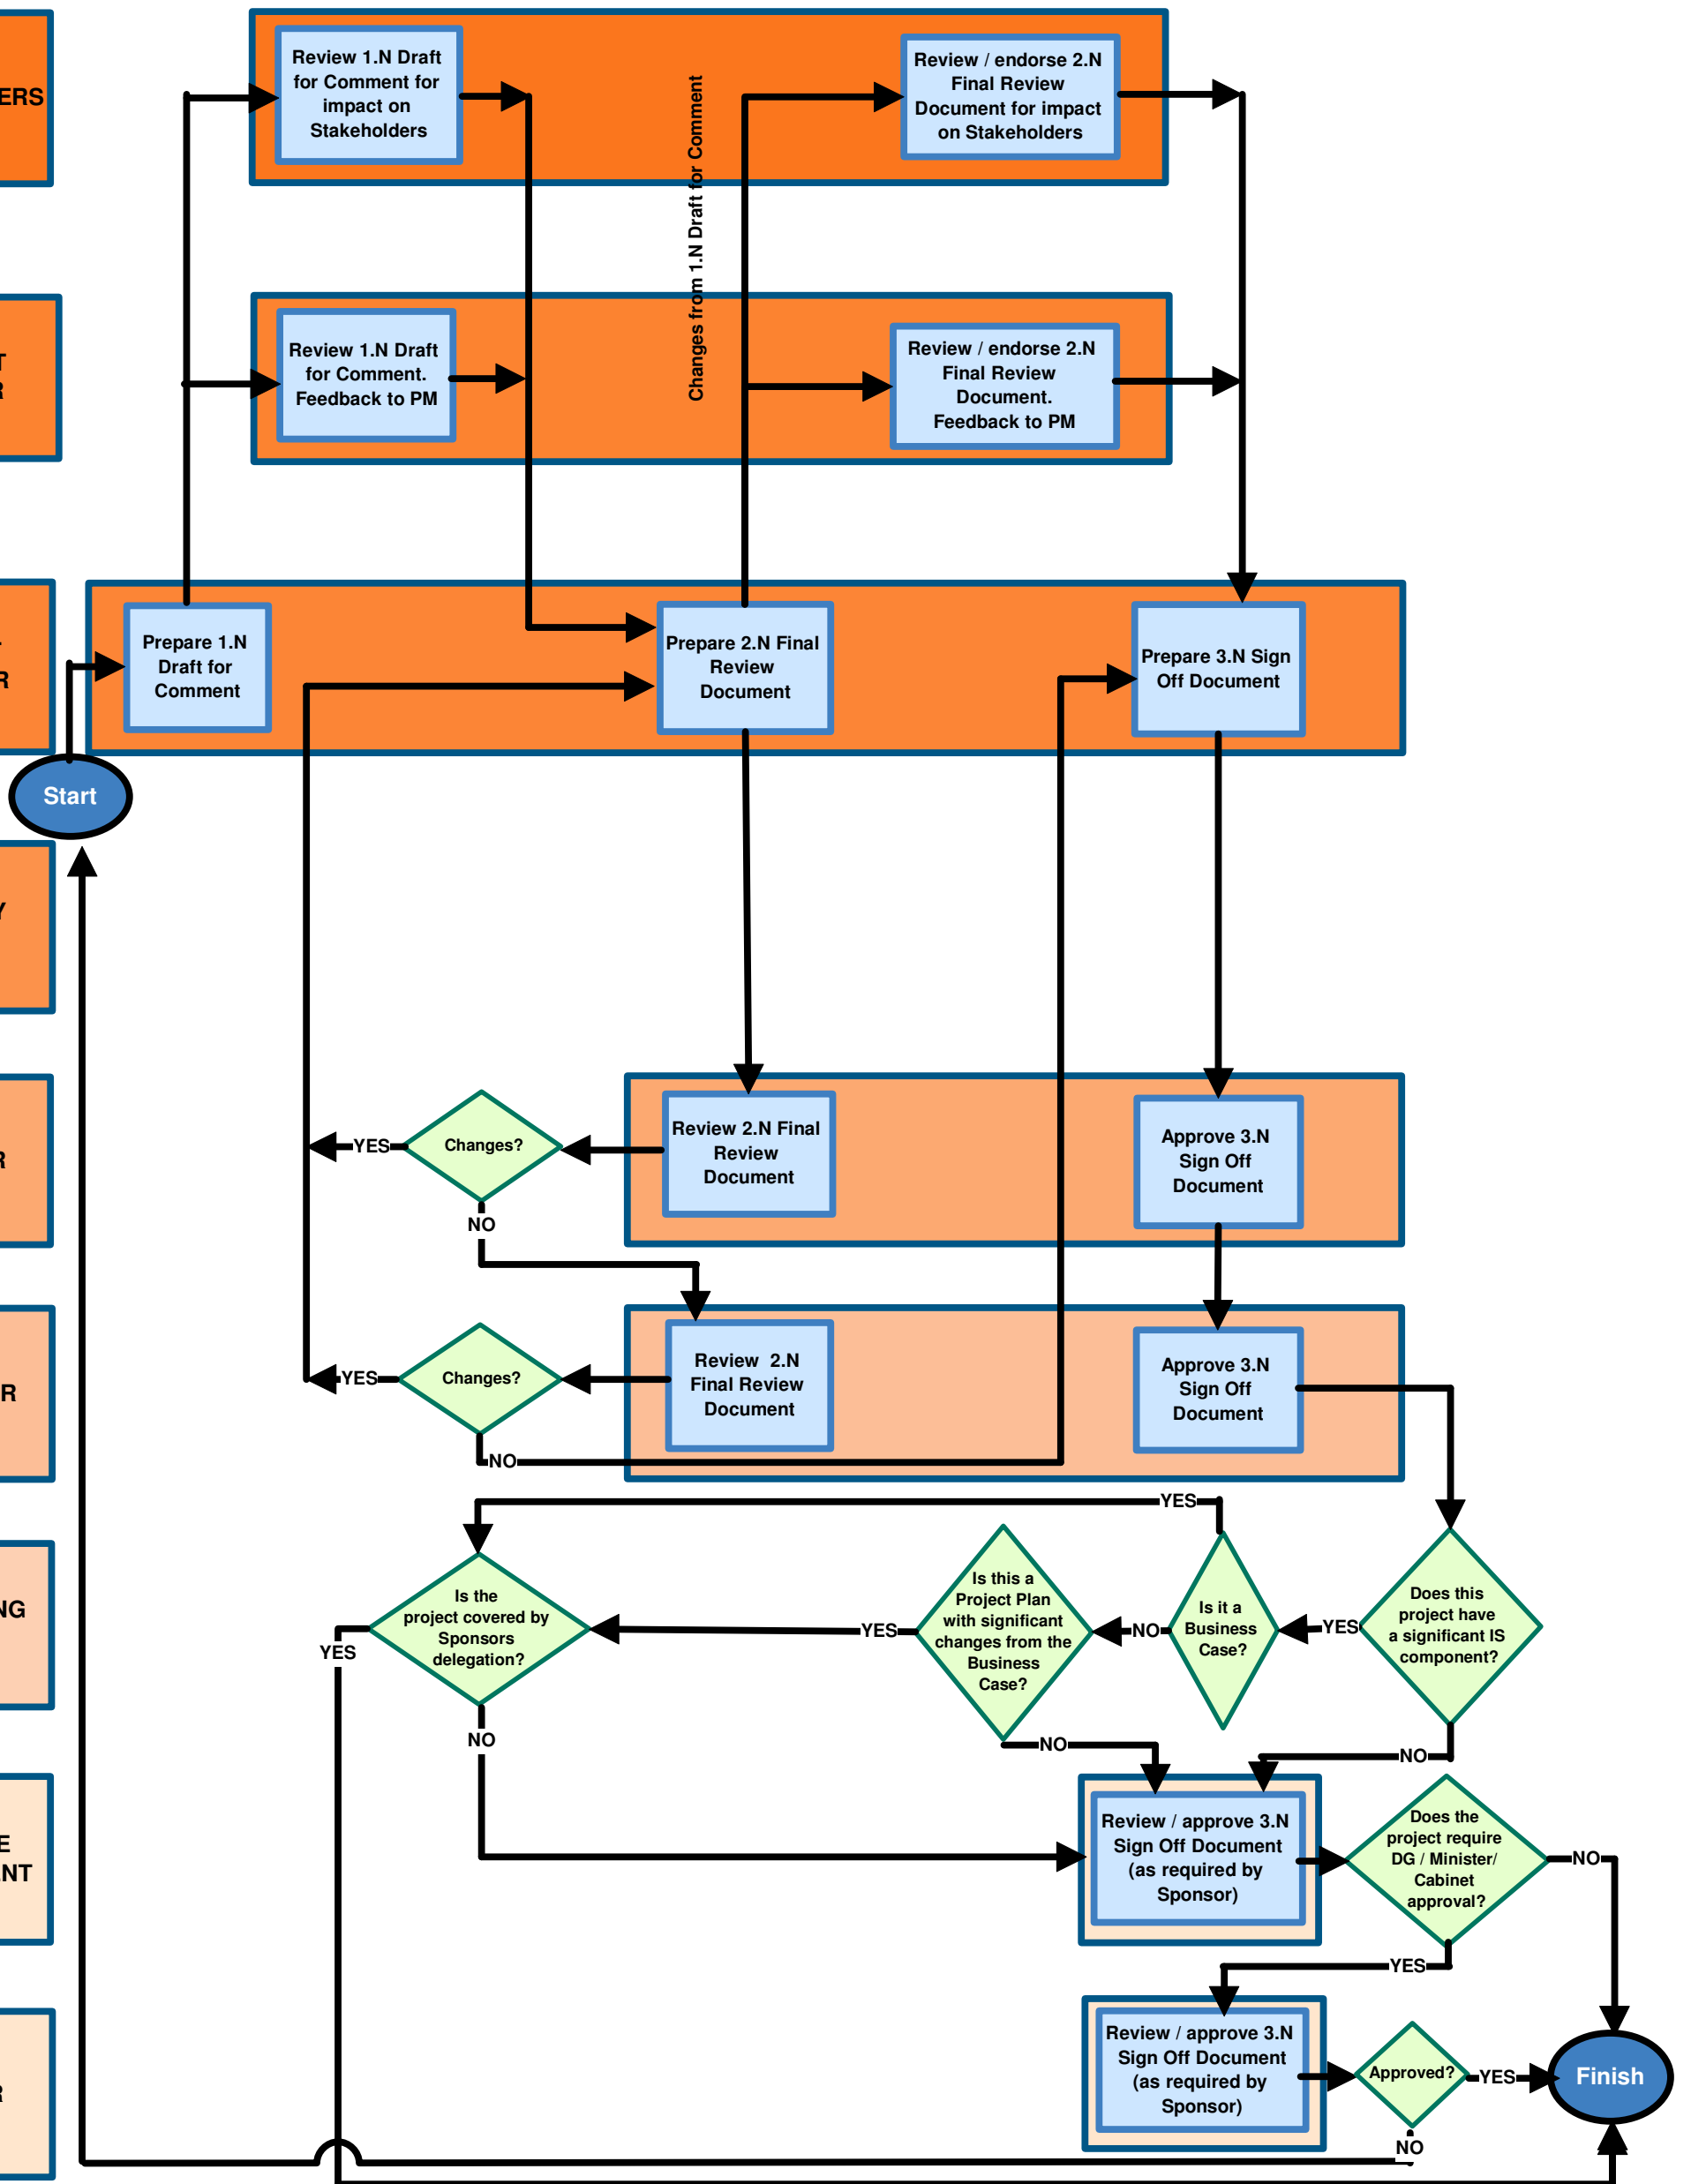 ERS
Review 1.N Draft
for Comment for
impact on
Stakeholders
Changes from 1.N Draft for Comment
Review / endorse 2.N
Final Review
Document for impact
on Stakeholders
T
R
Review 1.N Draft
for Comment.
Feedback to PM
Review / endorse 2.N
Final Review
Document.
Feedback to PM
R
Prepare 1.N
Draft for
Comment
Prepare 2.N Final
Review
Document
Prepare 3.N Sign
Off Document
Start
Y
R
Changes?
YES
NO
Review 2.N Final
Review
Document
Approve 3.N
Sign Off
Document
R
Changes?
YES
NO
Review 2.N
Final Review
Document
Approve 3.N
Sign Off
Document
YES
NG
Is the
project covered by
Sponsors
delegation?
YES
NO
YES
Is this a
Project Plan
with significant
changes from the
Business
Case?
NO
NO
Is it a
Business
Case?
YES
Does this
project have
a significant IS
component?
NO
E
ENT
Review / approve 3.N
Sign Off Document
(as required by
Sponsor)
Does the
project require
DG / Minister/
Cabinet
approval?
NO
YES
R
Review / approve 3.N
Sign Off Document
(as required by
Sponsor)
Approved?
YES
NO
Finish